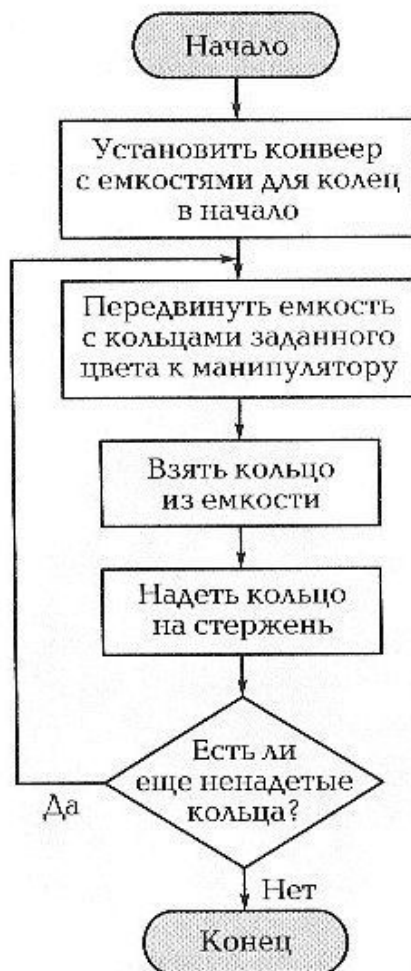 Начало
Установить конвеер
с емкостями для колец
в начало
Передвинуть емкость
с кольцами заданного
цвета к манипулятору
Взять кольцо
из емкости
Надеть кольцо
на стержень
Есть ли
еще ненадетые
кольца?
Да
Нет
Конец